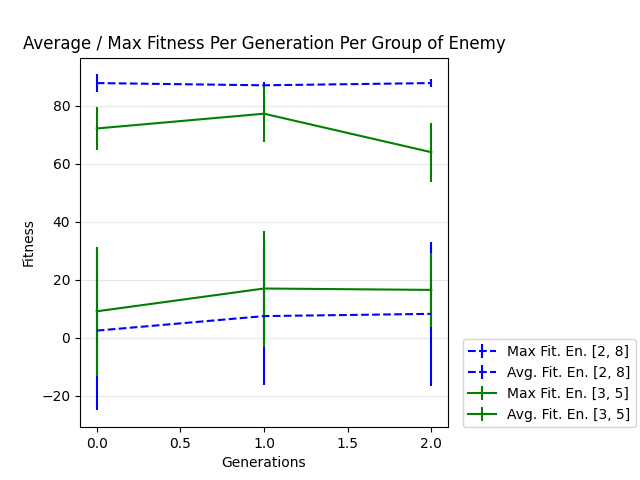 Average / Max Fitness Per Generation Per Group of Enemy
Fitness
80
60
40
20
0
−20
0.0 0.5 1.0 1.5 2.0
Generations
Max Fit. En. [2, 8]
Avg. Fit. En. [2, 8]
Max Fit. En. [3, 5]
Avg. Fit. En. [3, 5]